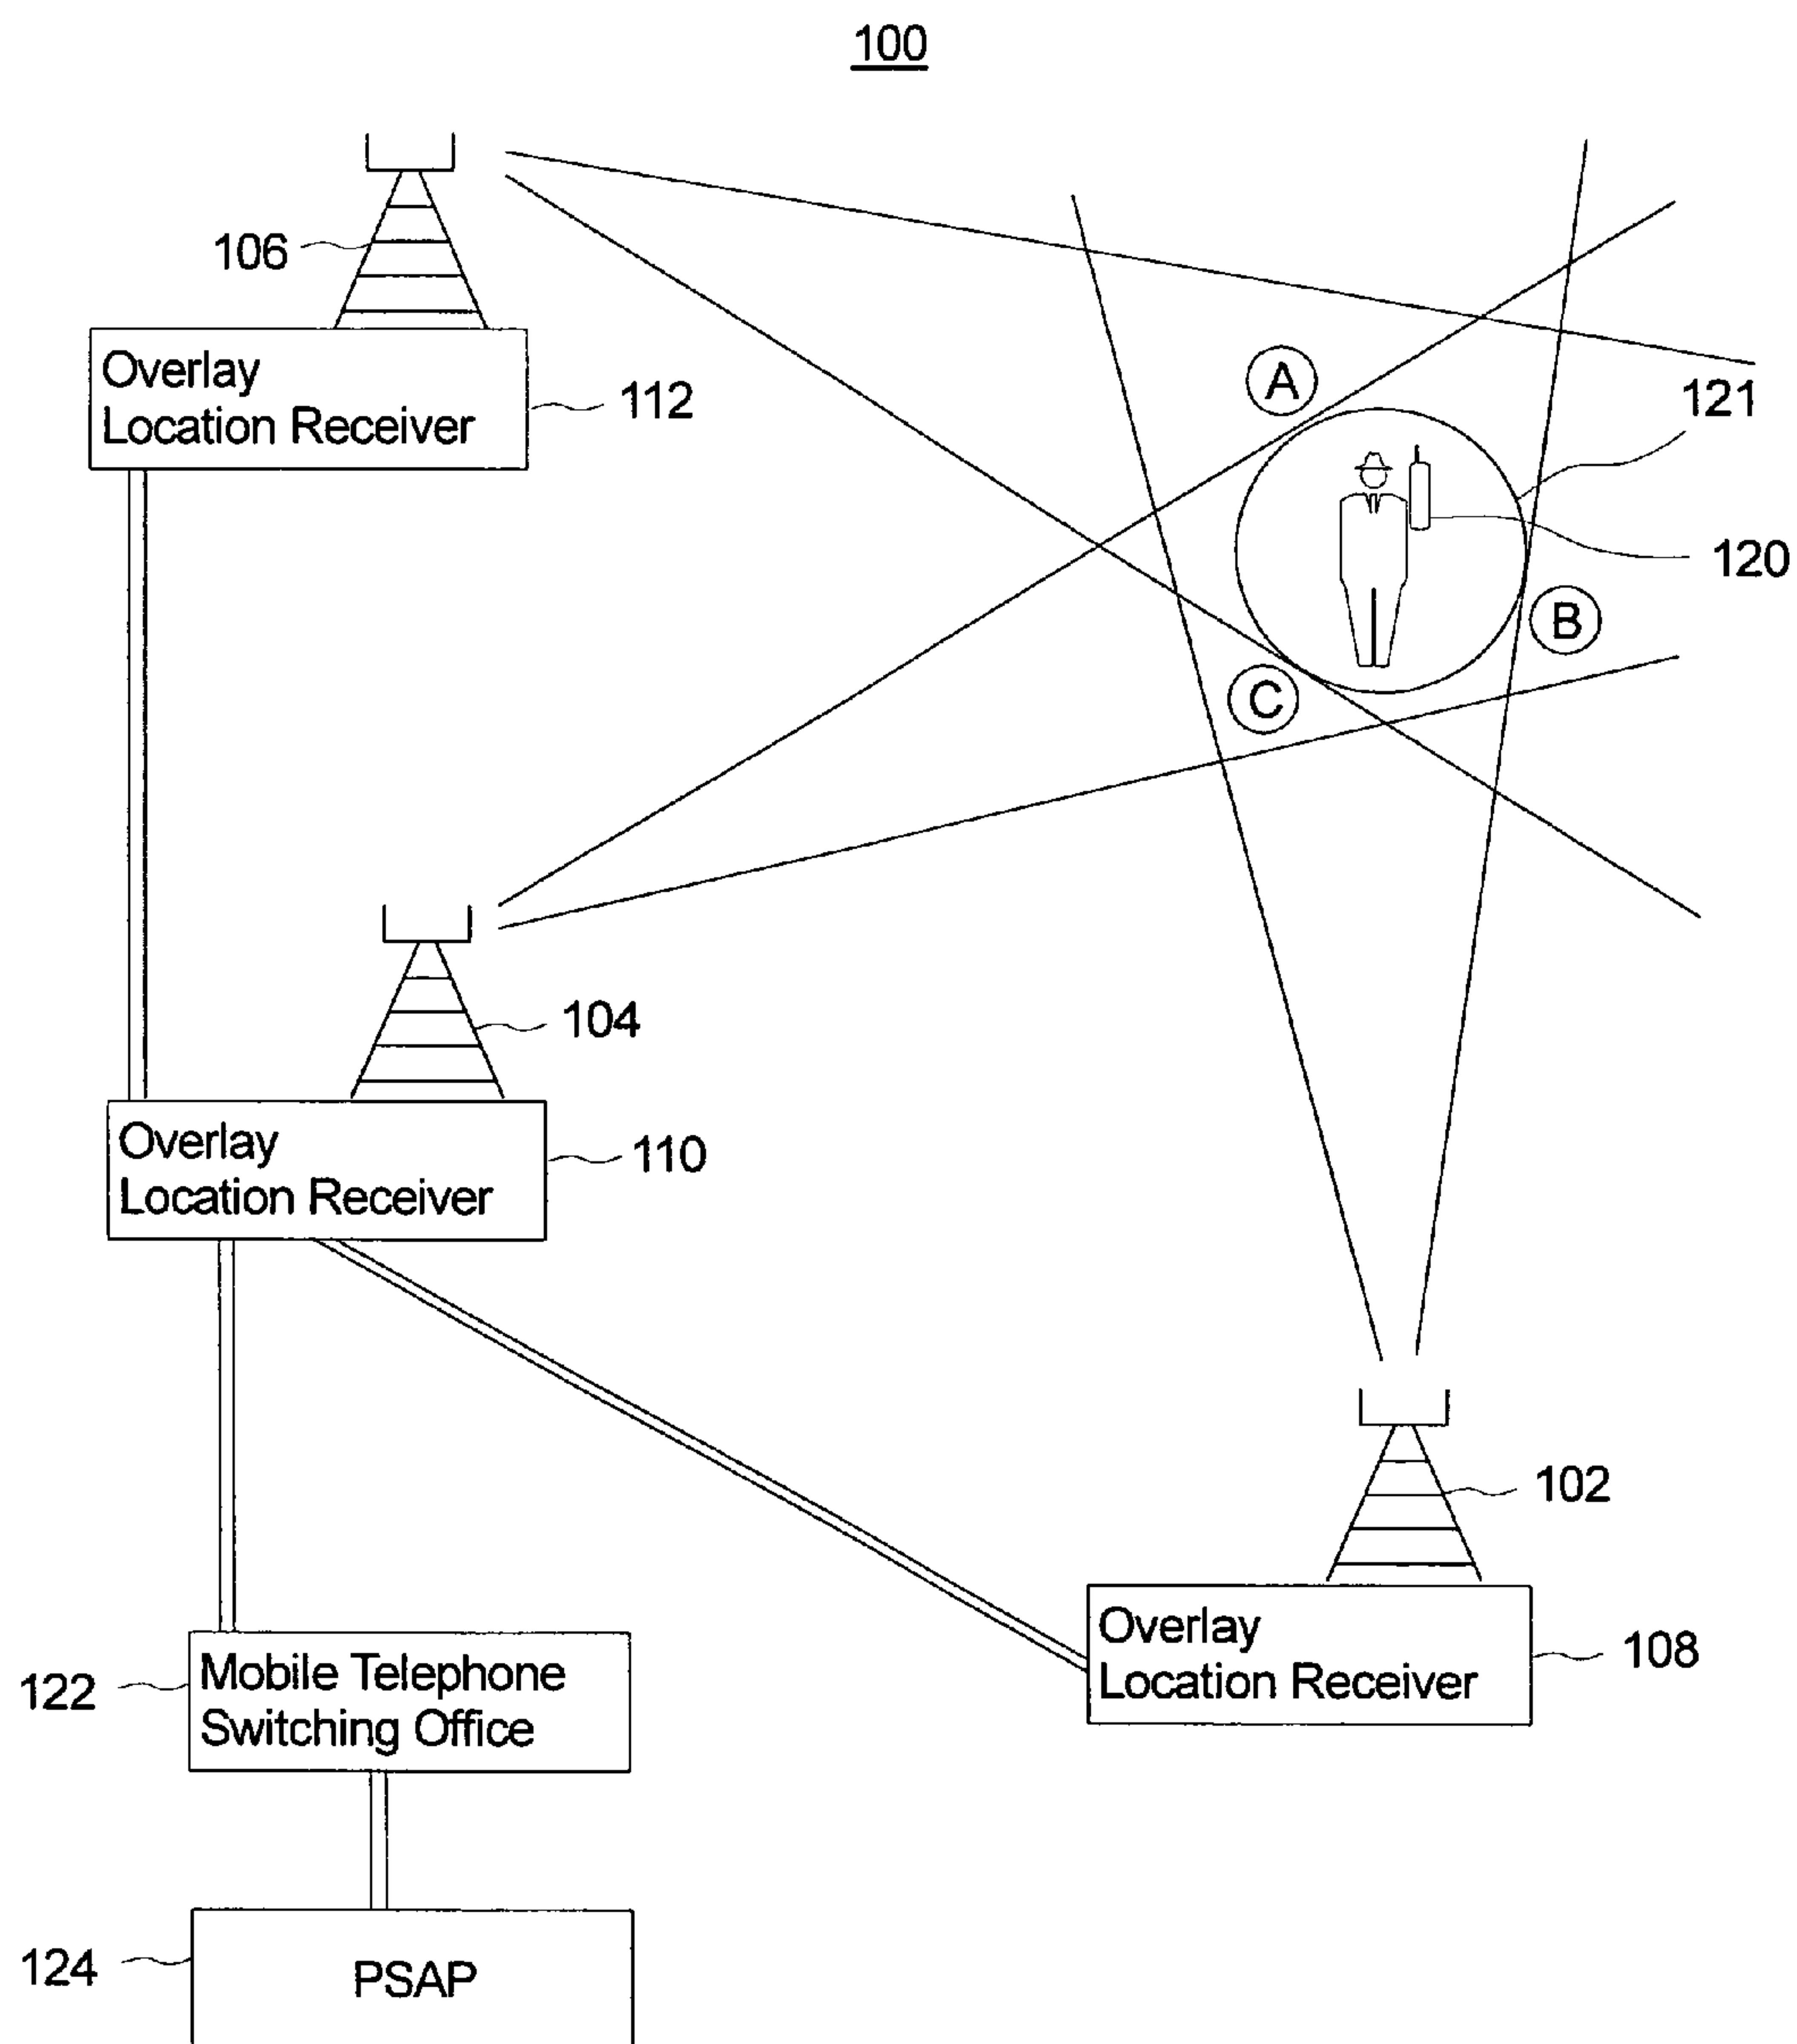 100
106
Overlay
Location Receiver
112
A
121
120
B
C
104
Overlay
Location Receiver
110
102
Overlay
Location Receiver
108
122
Mobile Telephone
Switching Office
124
PSAP